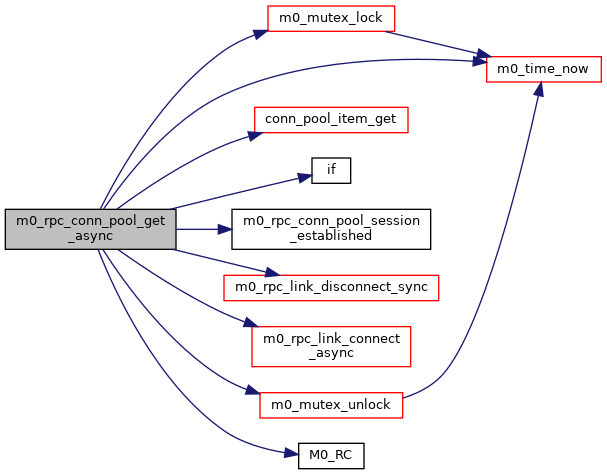 m0_mutex_lock
m0_time_now
conn_pool_item_get
if
m0_rpc_conn_pool_get
_async
m0_rpc_conn_pool_session
_established
m0_rpc_link_disconnect_sync
m0_rpc_link_connect
_async
m0_mutex_unlock
M0_RC